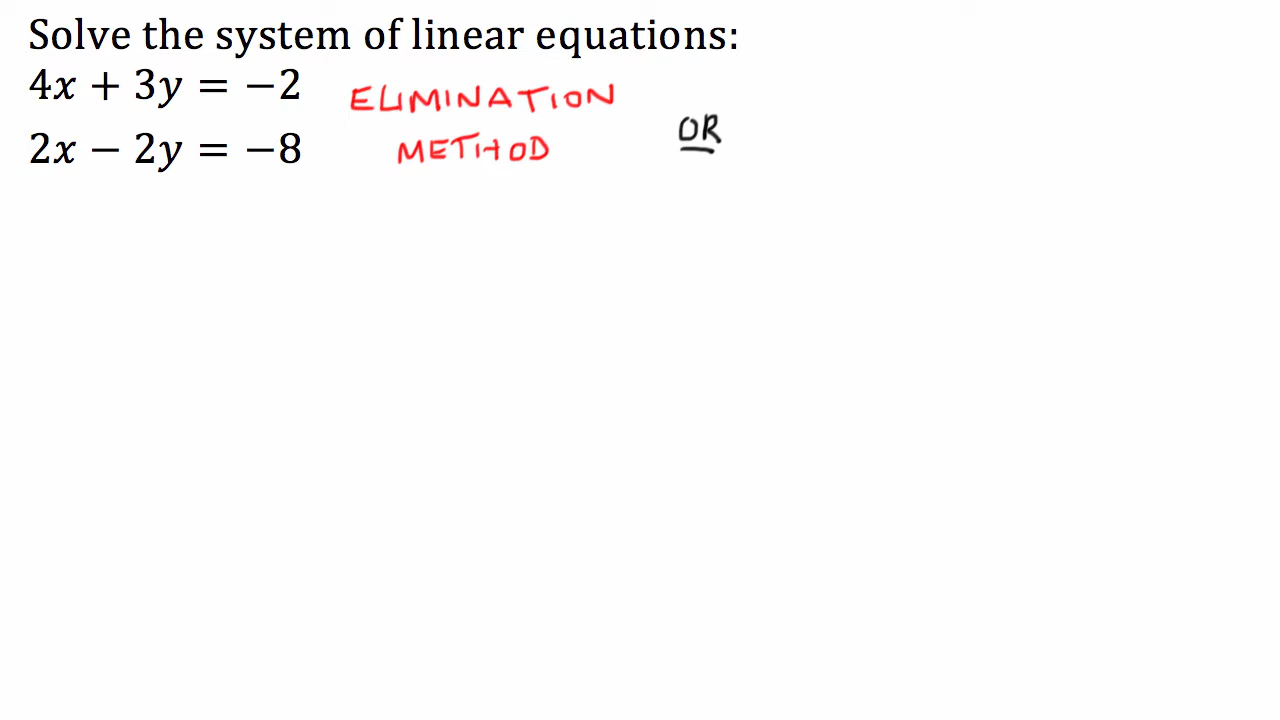 Solve the system of linear equations:
4x + 3y = −2
2x − 2y = −8
ELIMINATION
METHOD
OR